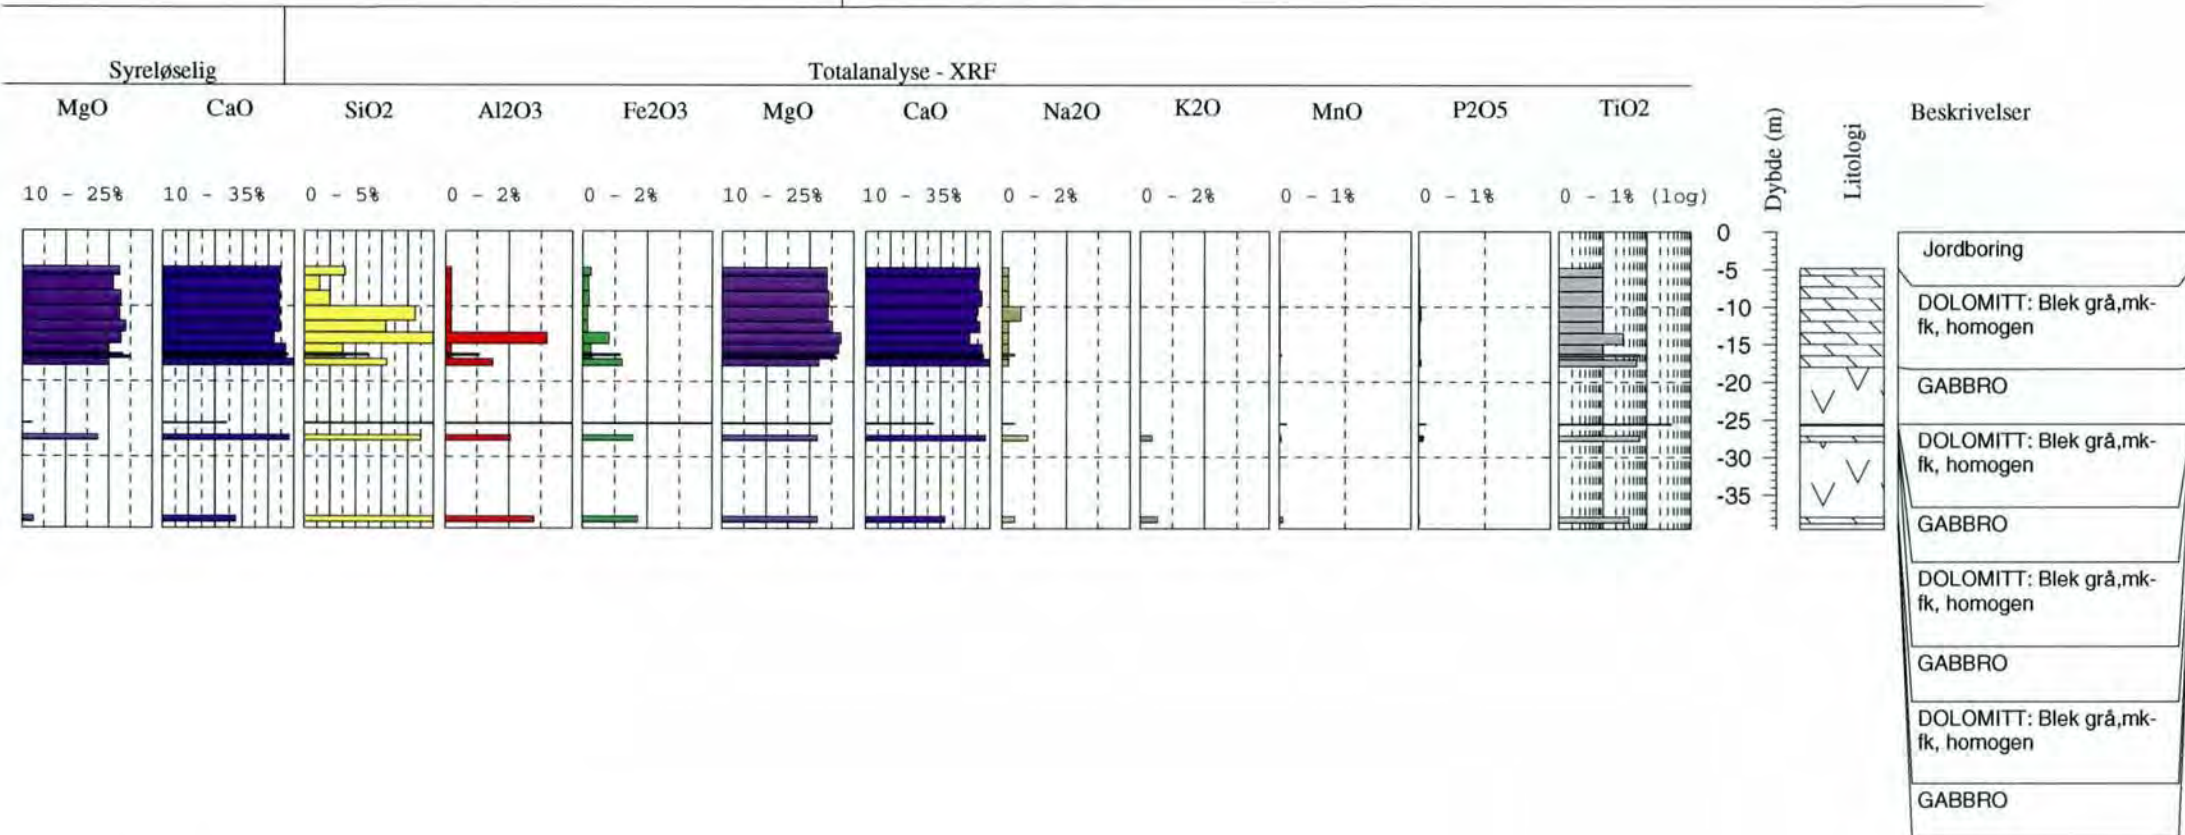 Syreløselig
Totalanalyse - XRF
MgO CaO SiO2 Al2O3 Fe2O3 MgO CaO Na2O K2O MnO P2O5 TiO2 Dybde (m) Litologi Beskrivelser
10 - 25% 10 - 35% 0 - 5% 0 - 2% 0 - 2% 10 - 25% 10 - 35% 0 - 2% 0 - 2% 0 - 1% 0 - 1% 0 - 1% (log)
0
-5
-10
-15
-20
-25
-30
-35
Jordboring
DOLOMITT: Blek grå,mk-
fk, homogen
GABBRO
DOLOMITT: Blek grå,mk-
fk, homogen
GABBRO
DOLOMITT: Blek grå,mk-
fk, homogen
GABBRO
DOLOMITT: Blek grå,mk-
fk, homogen
GABBRO